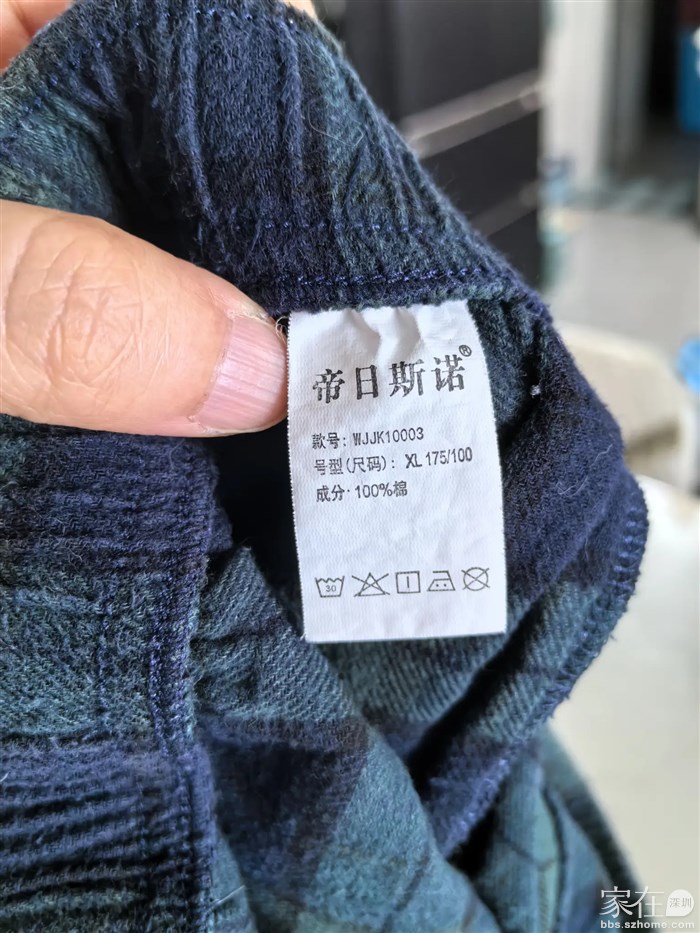 帝日斯诺®
款号: WJJK10003
号型(尺码): XL 175/100
成分: 100%棉
30
家在深圳
bbs.szhome.com